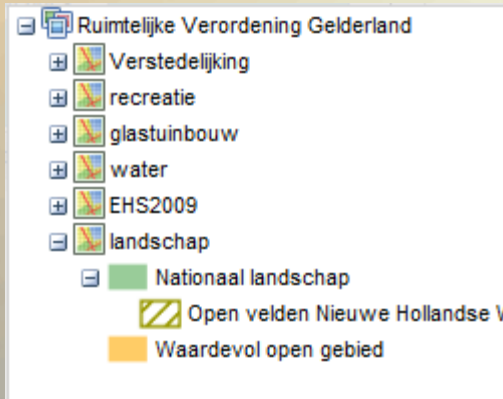 Ruimtelijke Verordening Gelderland
Verstedelijking
recreatie
glastuinbouw
water
EHS2009
landschap
Nationaal landschap
Open velden Nieuwe Hollandse
Waardevol open gebied